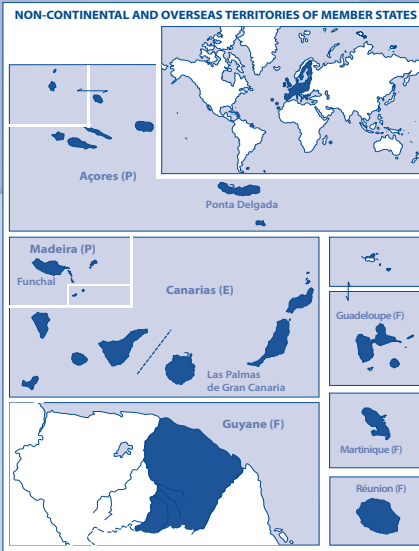 NON-CONTINENTAL AND OVERSEAS TERRITORIES OF MEMBER STATES
Açores (P)
Ponta Delgada
Madeira (P)
Funchal
Canarias (E)
Las Palmas
de Gran Canaria
Guadeloupe (F)
Guyane (F)
Martinique (F)
Réunion (F)